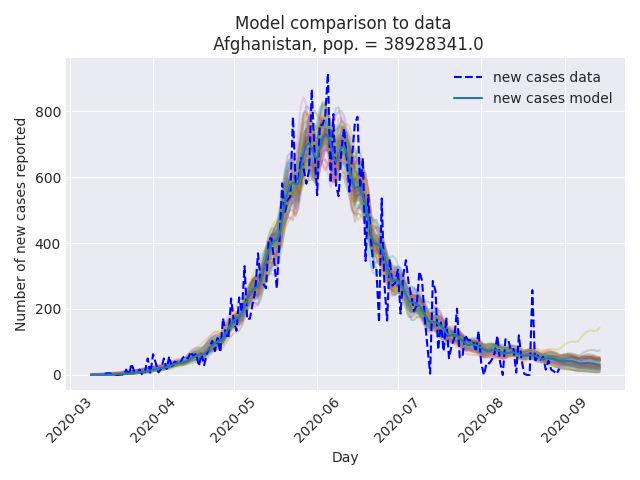 Model comparison to data
Afghanistan, pop. = 38928341.0
new cases data
new cases model
Number of new cases reported
800
600
400
200
0
2020-03
2020-04
2020-05
2020-06
2020-07
2020-08
2020-09
Day